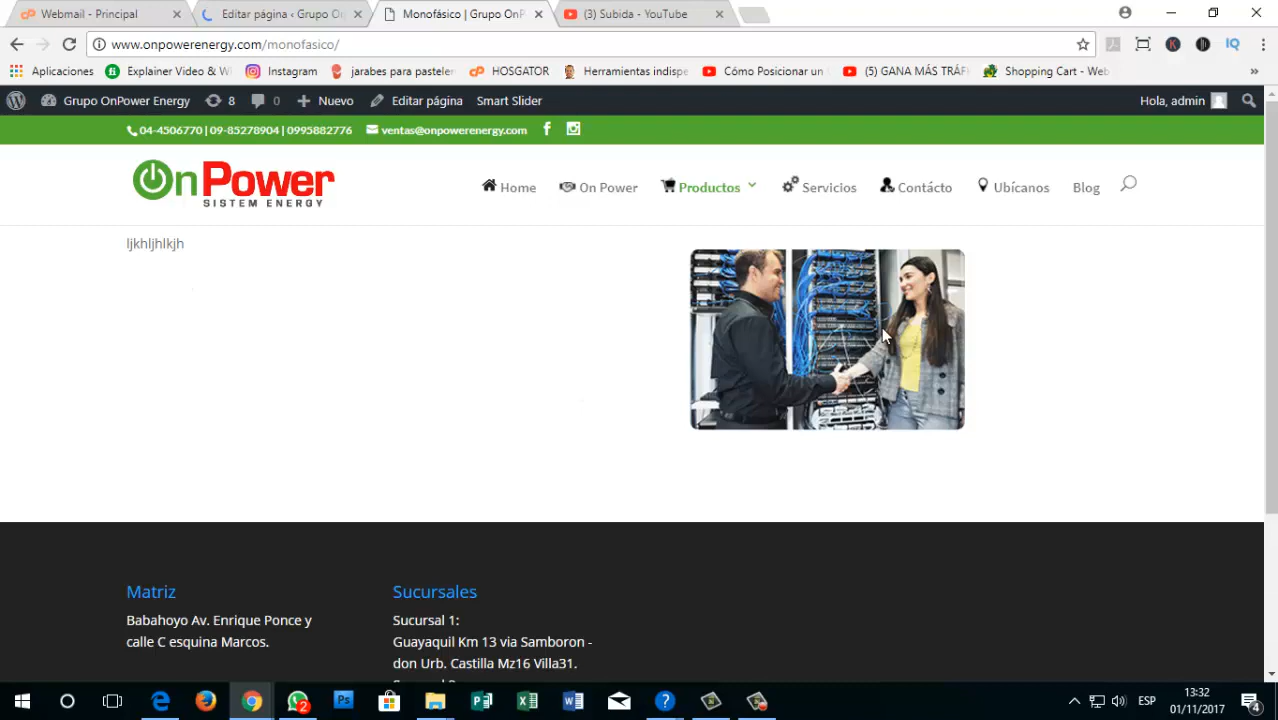 Webmail - Principal
Editar página ‹ Grupo On
Monofásico | Grupo OnP
(3) Subida - YouTube
www.onpowerenergy.com/monofasico/
Aplicaciones
Explainer Video & W
Instagram
jarabes para pasteler
HOSGATOR
Herramientas indispe
Cómo Posicionar un
(5) GANA MÁS TRÁF
Shopping Cart - Web
»
Grupo OnPower Energy
8
0
Nuevo
Editar página
Smart Slider
Hola, admin
04-4506770 | 09-85278904 | 0995882776
ventas@onpowerenergy.com
OnPower
SISTEM ENERGY
Home
On Power
Productos
Servicios
Contácto
Ubícanos
Blog
ljkhljhlkjh
Matriz
Babahoyo Av. Enrique Ponce y
calle C esquina Marcos.
Sucursales
Sucursal 1:
Guayaquil Km 13 via Samboron -
don Urb. Castilla Mz16 Villa31.
2
ESP
13:32
01/11/2017
4